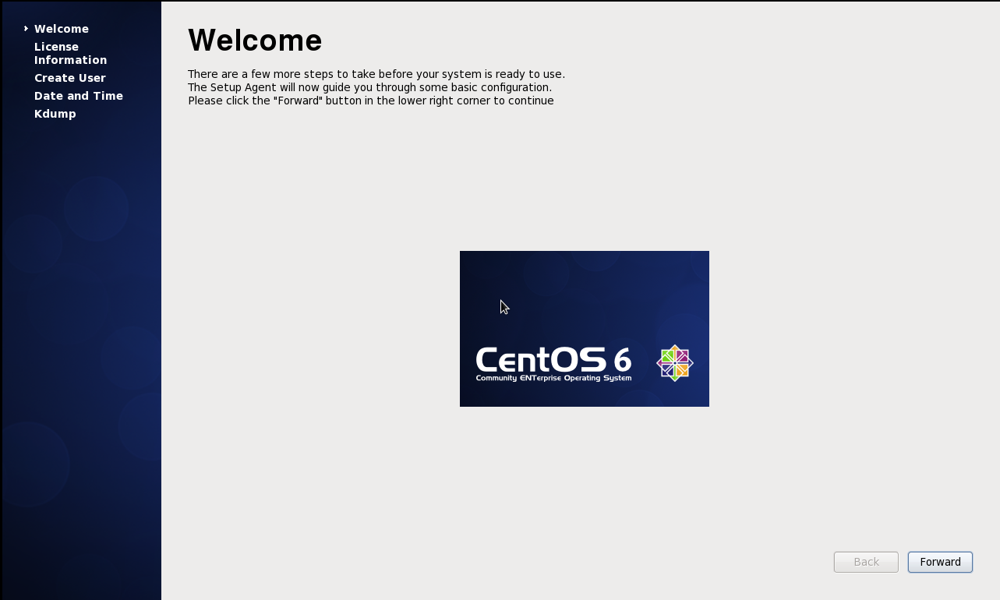 Welcome
License
Information
Create User
Date and Time
Kdump
Welcome
There are a few more steps to take before your system is ready to use.
The Setup Agent will now guide you through some basic configuration.
Please click the "Forward" button in the lower right corner to continue
CentOS 6
Community ENTerprise Operating System
Back
Forward